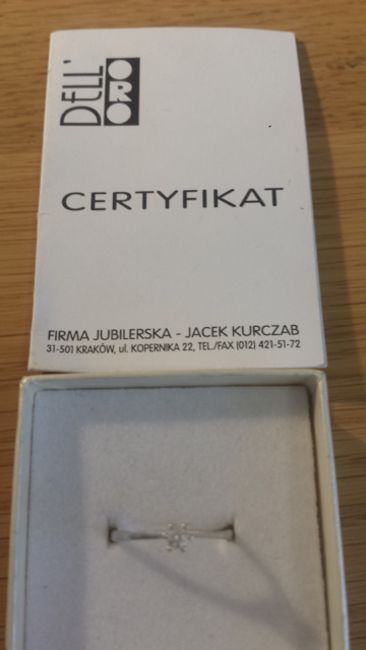 DELL'
ORO
CERTYFIKAT
FIRMA JUBILERSKA - JACEK KURCZAB
31-501 KRAKÓW, ul. KOPERNIKA 22, TEL./FAX (012) 421-51-72